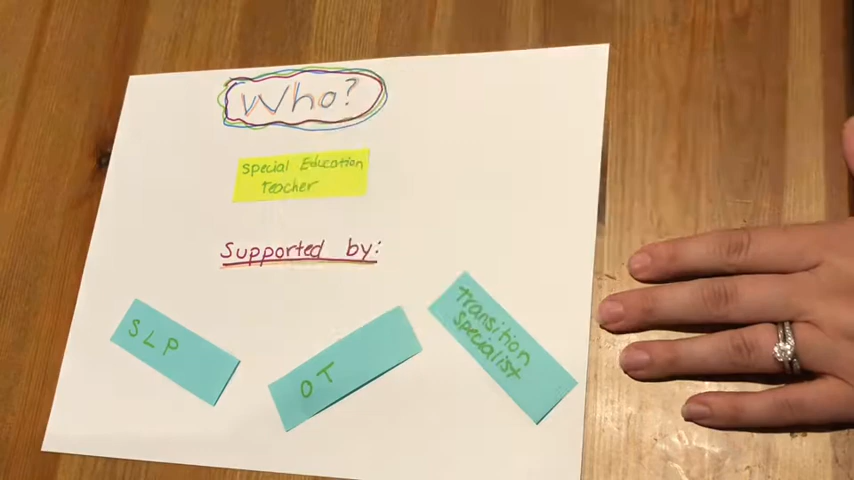 Who?
Special Education
Teacher
Supported by:
SLP
OT
Transition
Specialist